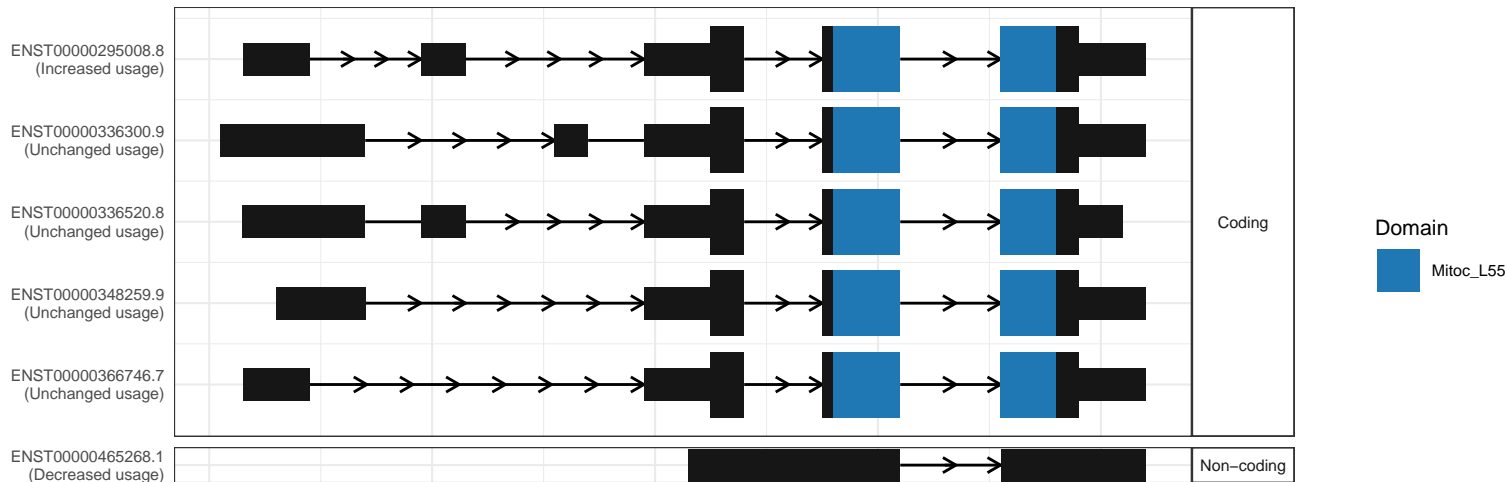 ENST00000295008.8
(Increased usage)
ENST00000336300.9
(Unchanged usage)
ENST00000336520.8
(Unchanged usage)
ENST00000348259.9
(Unchanged usage)
ENST00000366746.7
(Unchanged usage)
Coding
ENST00000465268.1
(Decreased usage)
Non−coding
Domain
Mitoc_L55